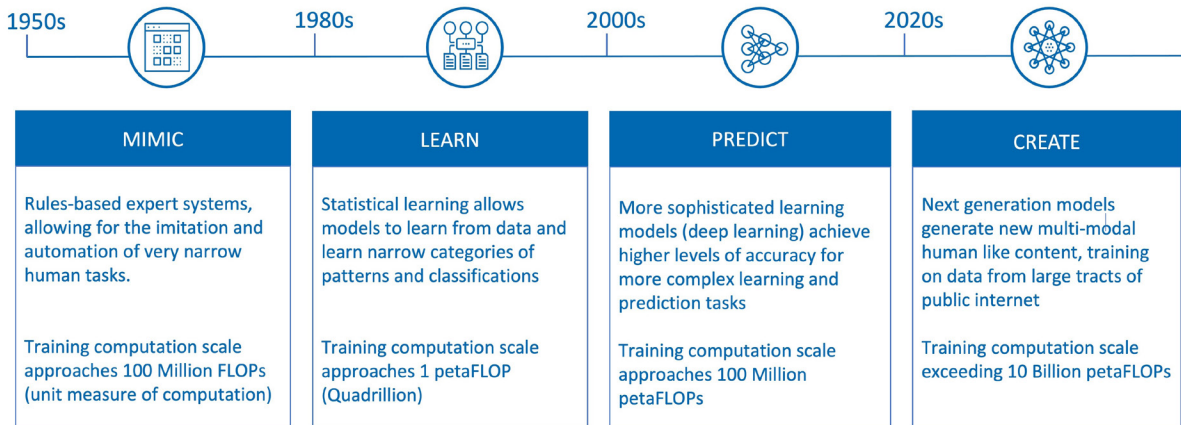 1950s
1980s
2000s
2020s
MIMIC
Rules-based expert systems,
allowing for the imitation and
automation of very narrow
human tasks.
Training computation scale
approaches 100 Million FLOPs
(unit measure of computation)
LEARN
Statistical learning allows
models to learn from data and
learn narrow categories of
patterns and classifications
Training computation scale
approaches 1 petaFLOP
(Quadrillion)
PREDICT
More sophisticated learning
models (deep learning) achieve
higher levels of accuracy for
more complex learning and
prediction tasks
Training computation scale
approaches 100 Million
petaFLOPs
CREATE
Next generation models
generate new multi-modal
human like content, training
on data from large tracts of
public internet
Training computation scale
exceeding 10 Billion petaFLOPs